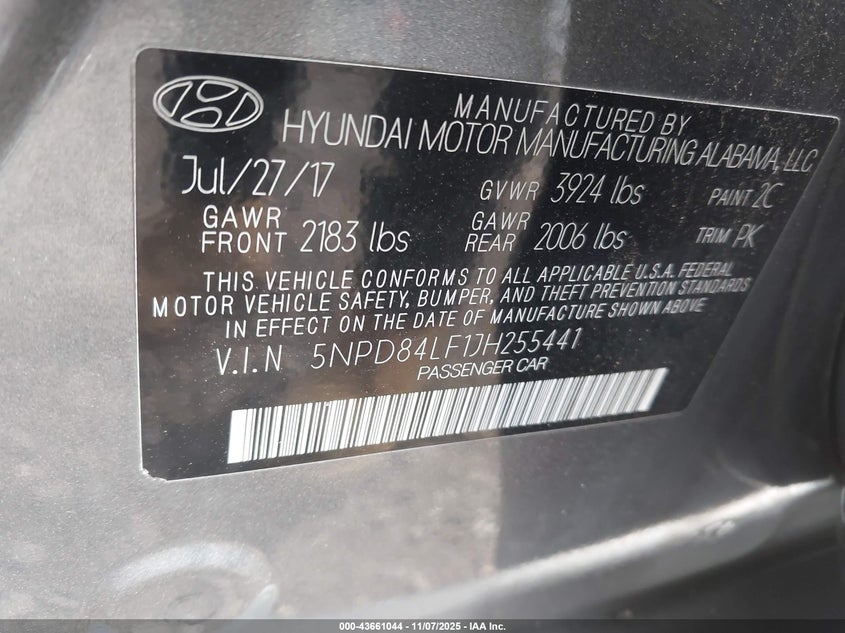 MANUFACTURED BY
HYUNDAI MOTOR MANUFACTURING ALABAMA, LLC
Jul/27/17 GVWR 3924 lbs PAINT 2C
GAWR FRONT 2183 lbs GAWR REAR 2006 lbs TRIM PK
THIS VEHICLE CONFORMS TO ALL APPLICABLE U.S.A. FEDERAL
MOTOR VEHICLE SAFETY, BUMPER, AND THEFT PREVENTION STANDARDS
IN EFFECT ON THE DATE OF MANUFACTURE SHOWN ABOVE
V.I.N 5NPD84LF1JH255441
PASSENGER CAR
000-43661044 | 11/07/2025 - IAA Inc.